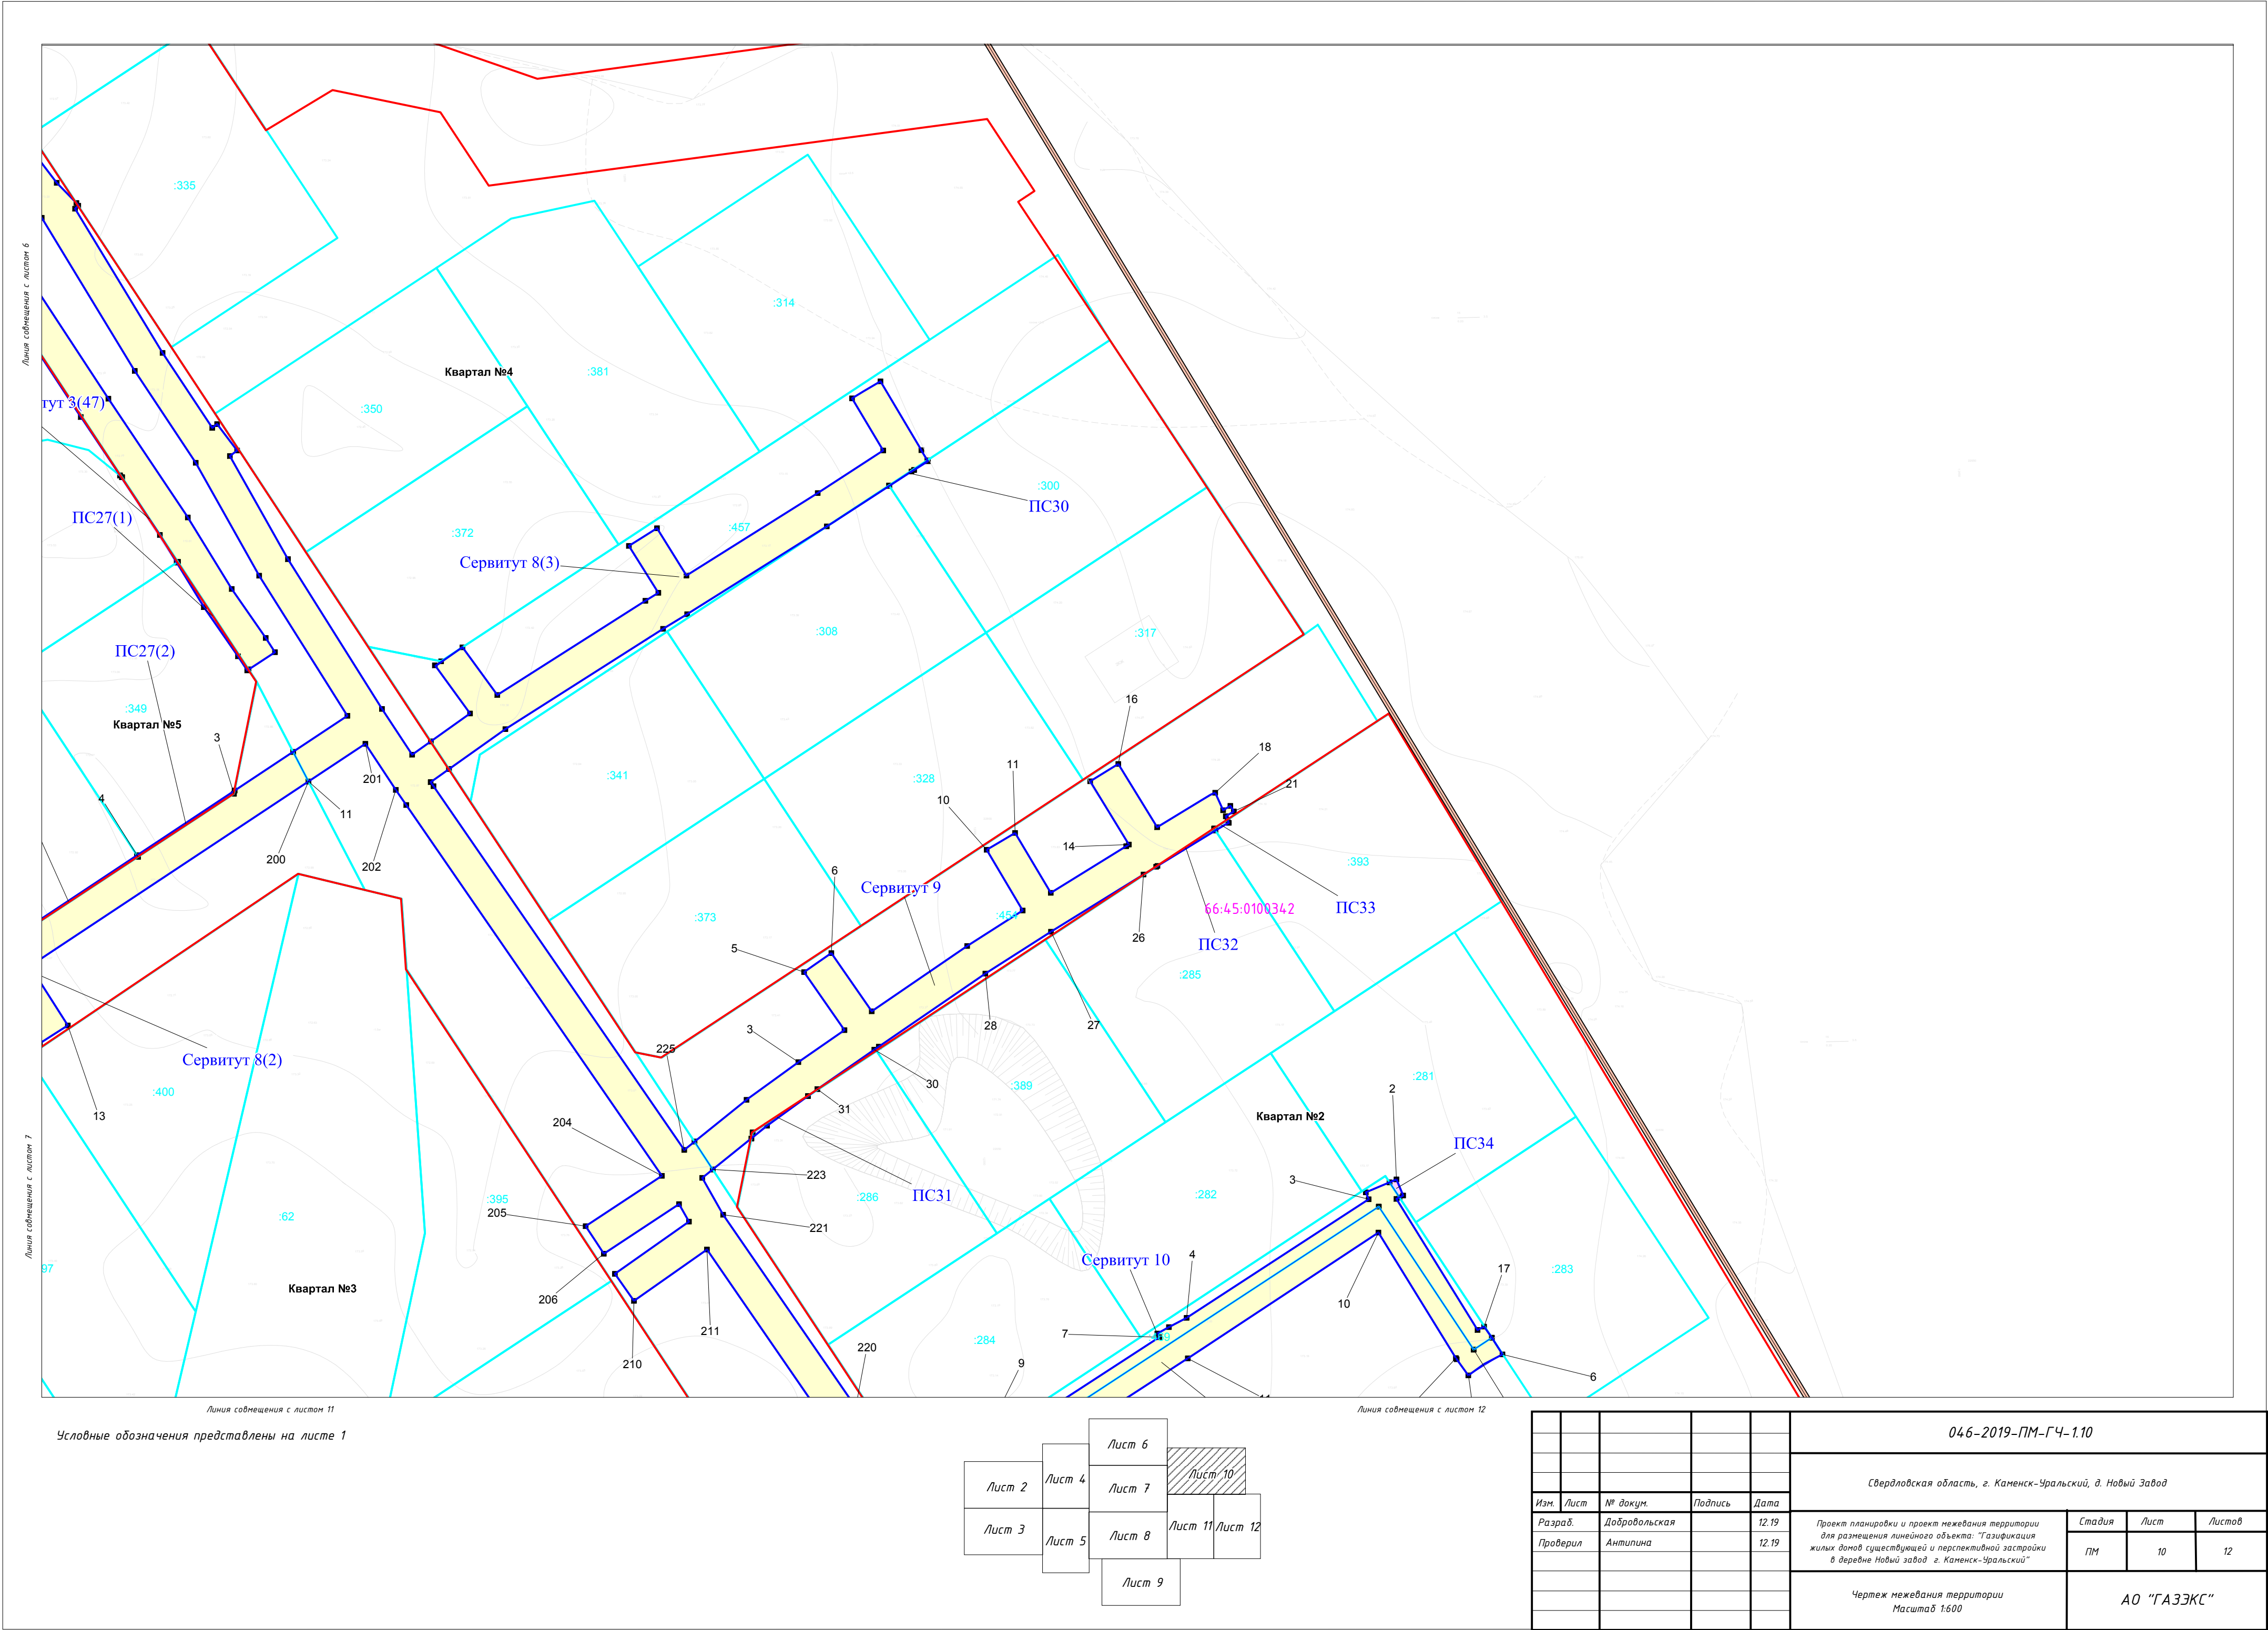 Линия совмещения с листом 6
Линия совмещения с листом 7
:335
:314
Квартал №4
:381
:350
тут 3(47)
:372
:457
:300
ПС30
ПС27(1)
Сервитут 8(3)
ПС27(2)
:308
:317
:349
Квартал №5
3
16
18
201
:341
:328
11
21
4
10
11
200
202
14
:393
6
Сервитут 9
:373
:454
66:45:0100342
ПС33
5
26
ПС32
:285
3
225
28
27
Сервитут 8(2)
30
:389
:281
:400
13
31
2
Квартал №2
204
ПС34
223
3
:395
ПС31
:286
:282
205
:62
221
Сервитут 10
4
97
Квартал №3
206
17
:283
10
211
7
:284
210
220
9
6
Линия совмещения с листом 11
Линия совмещения с листом 12
Условные обозначения представлены на листе 1
Лист 6
Лист 4
Лист 10
Лист 2
Лист 7
Лист 3
Лист 5
Лист 8
Лист 11
Лист 12
Лист 9
046-2019-ПМ-ГЧ-1.10
Свердловская область, г. Каменск-Уральский, д. Новый Завод
Изм. Лист № докум. Подпись Дата
Разраб. Добровольская 12.19
Проверил Антипина 12.19
Проект планировки и проект межевания территории
для размещения линейного объекта: "Газификация
жилых домов существующей и перспективной застройки
в деревне Новый завод г. Каменск-Уральский"
Стадия Лист Листов
ПМ 10 12
Чертеж межевания территории
Масштаб 1:600
АО "ГАЗЭКС"